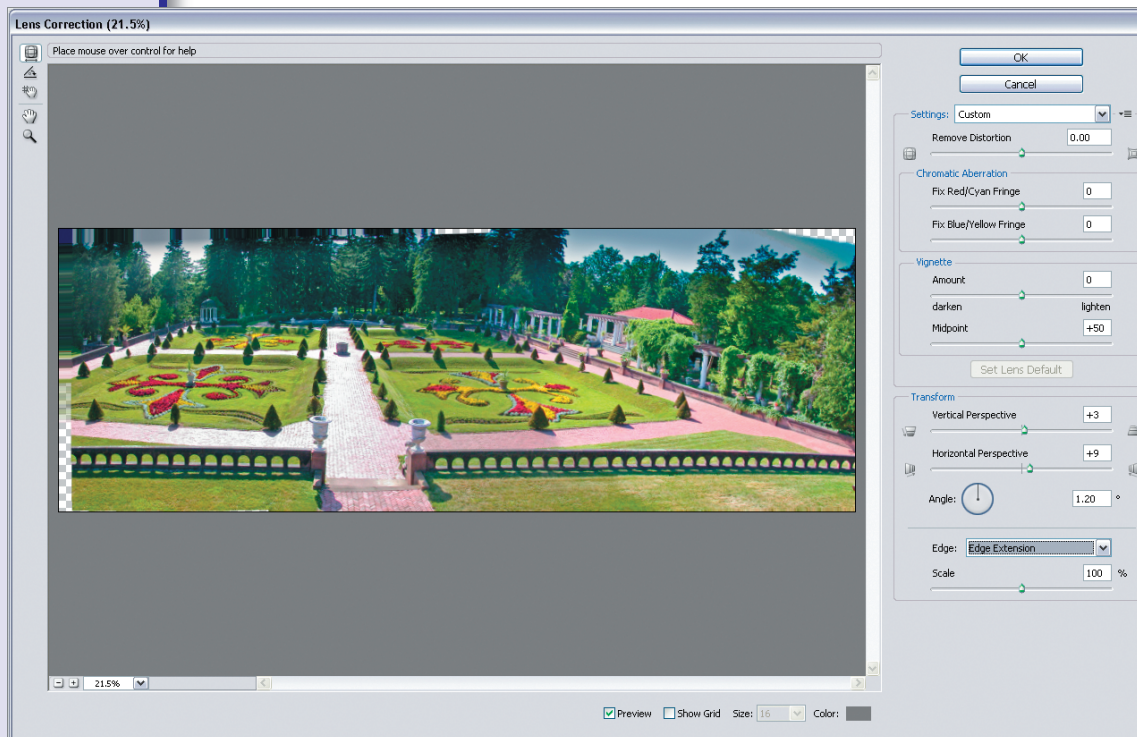 Lens Correction (21.5%)
Place mouse over control for help
OK
Cancel
Settings: Custom
Remove Distortion 0.00
Chromatic Aberration
Fix Red/Cyan Fringe 0
Fix Blue/Yellow Fringe 0
Vignette
Amount 0
darken lighten
Midpoint +50
Set Lens Default
Transform
Vertical Perspective +3
Horizontal Perspective +9
Angle: 1.20 °
Edge: Edge Extension
Scale 100 %
21.5%
Preview Show Grid Size: 16 Color: